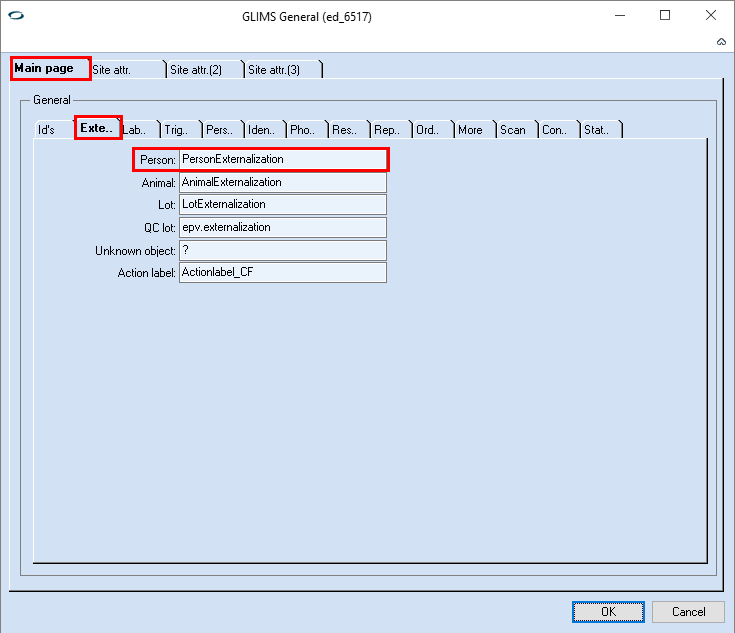 GLIMS General (ed_6517)
Main page Site attr. Site attr.(2) Site attr.(3)
General
Id's Exte.. Lab.. Trig.. Pers.. Iden.. Pho.. Res.. Rep.. Ord.. More Scan Con.. Stat..
Person: PersonExternalization
Animal: AnimalExternalization
Lot: LotExternalization
QC lot: epv.externalization
Unknown object: ?
Action label: Actionlabel_CF
OK Cancel